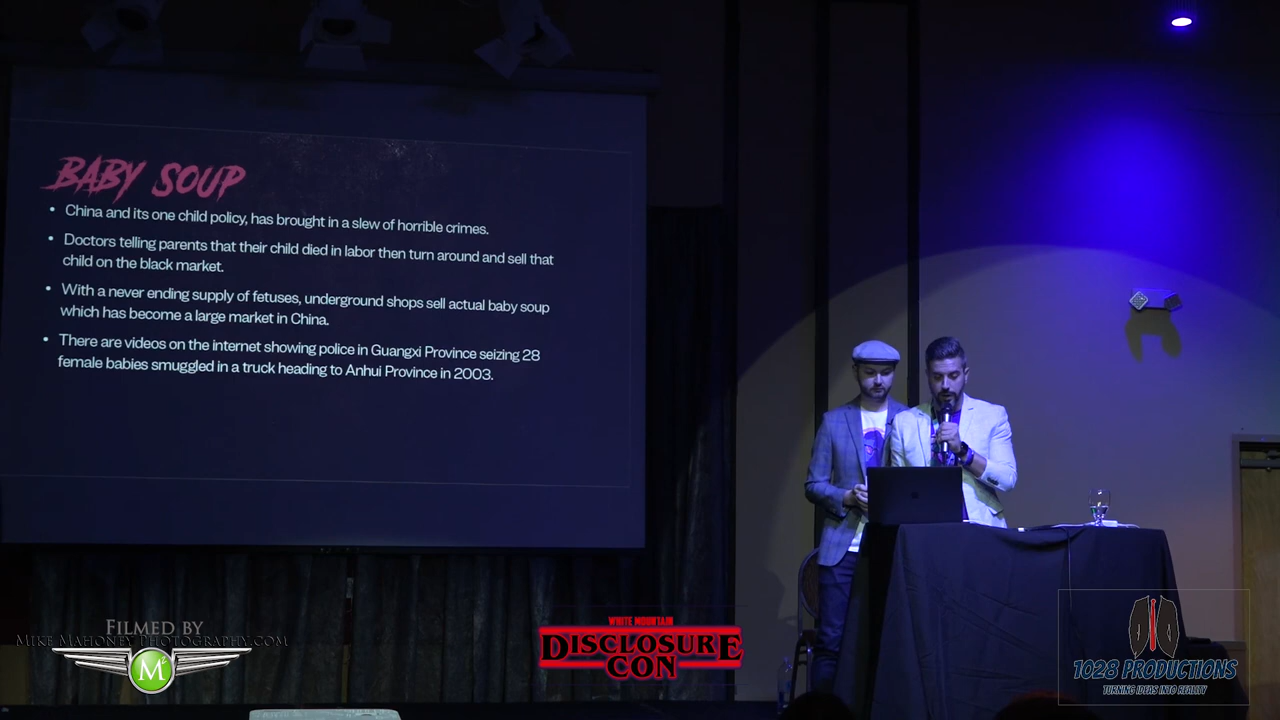 BABY SOUP
• China and its one child policy, has brought in a slew of horrible crimes.
• Doctors telling parents that their child died in labor then turn around and sell that
child on the black market.
• With a never ending supply of fetuses, underground shops sell actual baby soup
which has become a large market in China.
• There are videos on the internet showing police in Guangxi Province seizing 28
female babies smuggled in a truck heading to Anhui Province in 2003.
FILMED BY
MIKE MAHONEY PHOTOGRAPHY.COM
M
WHITE MOUNTAIN
DISCLOSURE
CON
1028 PRODUCTIONS
TURNING IDEAS INTO REALITY